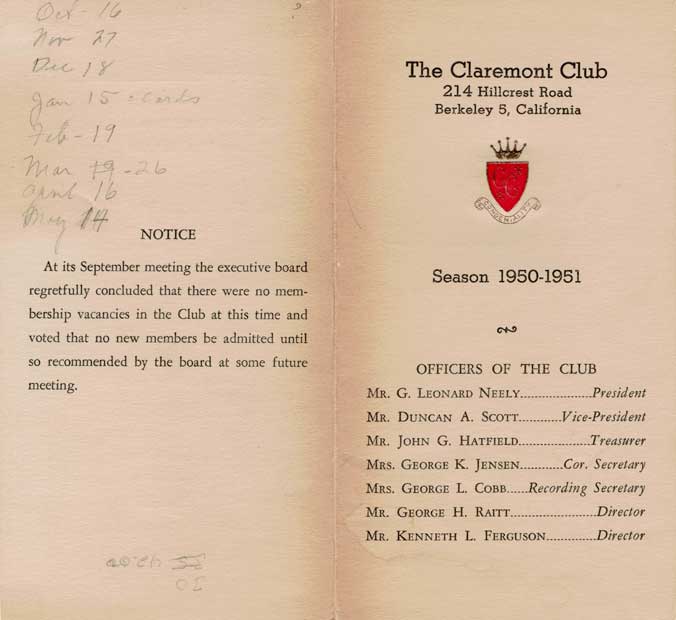 Oct - 16
Nov 27
Dec 18
Jan 15 - cards
Feb - 19
Mar 19 - 26
April 16
May 14
NOTICE
At its September meeting the executive board
regretfully concluded that there were no mem-
bership vacancies in the Club at this time and
voted that no new members be admitted until
so recommended by the board at some future
meeting.
The Claremont Club
214 Hillcrest Road
Berkeley 5, California
CONGENIALITY
Season 1950-1951
OFFICERS OF THE CLUB
MR. G. LEONARD NEELY....................President
MR. DUNCAN A. SCOTT............Vice-President
MR. JOHN G. HATFIELD....................Treasurer
MRS. GEORGE K. JENSEN............Cor. Secretary
MRS. GEORGE L. COBB......Recording Secretary
MR. GEORGE H. RAITT........................Director
MR. KENNETH L. FERGUSON..............Director